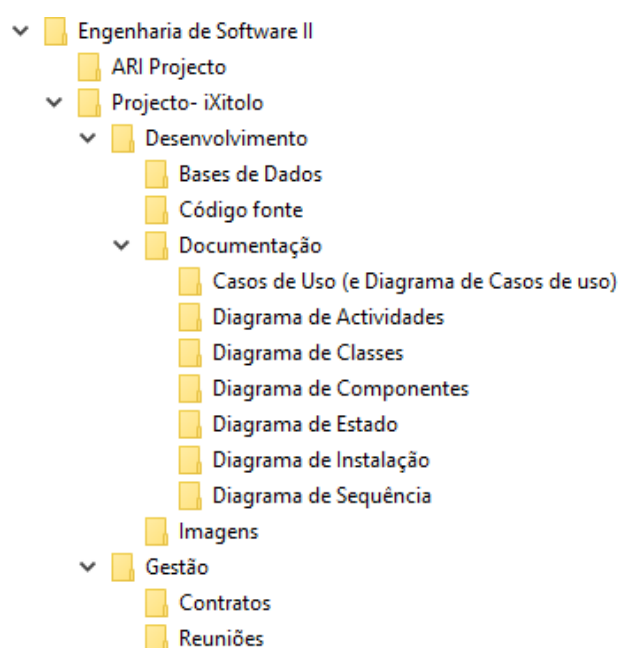 Engenharia de Software II
ARI Projecto
Projecto- iXitolo
Desenvolvimento
Bases de Dados
Código fonte
Documentação
Casos de Uso (e Diagrama de Casos de uso)
Diagrama de Actividades
Diagrama de Classes
Diagrama de Componentes
Diagrama de Estado
Diagrama de Instalação
Diagrama de Sequência
Imagens
Gestão
Contratos
Reuniões